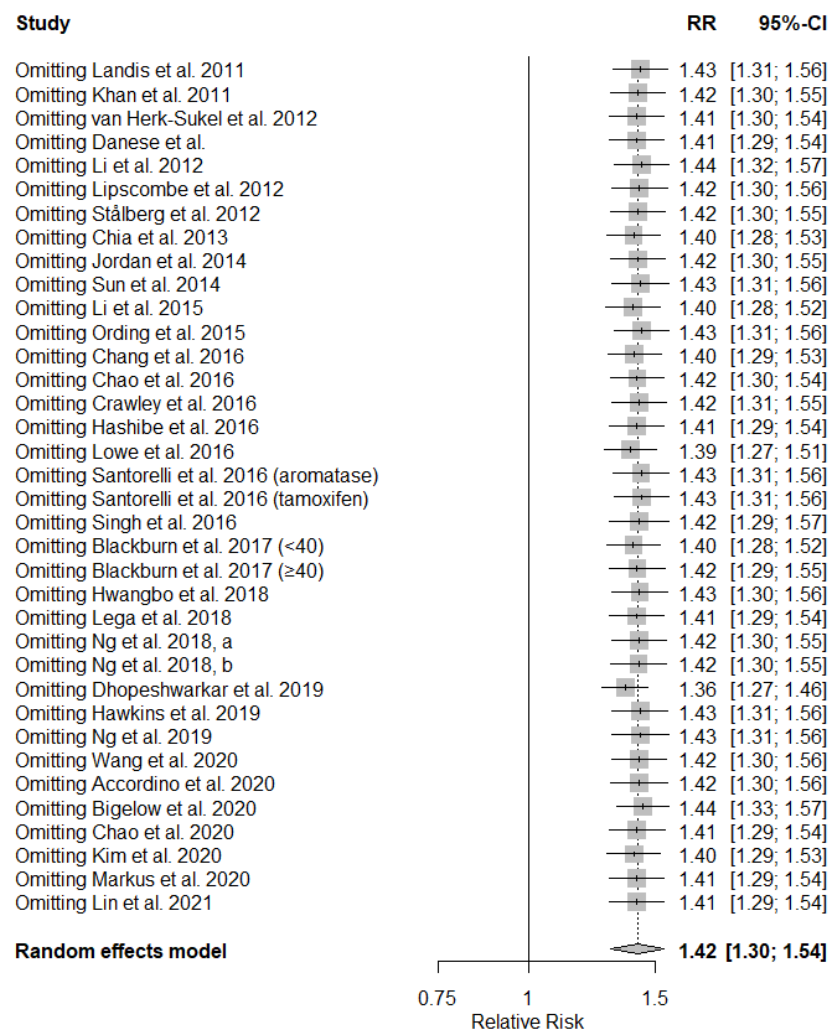 Study RR 95%-CI
Omitting Landis et al. 2011 1.43 [1.31; 1.56]
Omitting Khan et al. 2011 1.42 [1.30; 1.55]
Omitting van Herk-Sukel et al. 2012 1.41 [1.30; 1.54]
Omitting Danese et al. 1.41 [1.29; 1.54]
Omitting Li et al. 2012 1.44 [1.32; 1.57]
Omitting Lipscombe et al. 2012 1.42 [1.30; 1.56]
Omitting Stålberg et al. 2012 1.42 [1.30; 1.55]
Omitting Chia et al. 2013 1.40 [1.28; 1.53]
Omitting Jordan et al. 2014 1.42 [1.30; 1.55]
Omitting Sun et al. 2014 1.43 [1.31; 1.56]
Omitting Li et al. 2015 1.40 [1.28; 1.52]
Omitting Ording et al. 2015 1.43 [1.31; 1.56]
Omitting Chang et al. 2016 1.40 [1.29; 1.53]
Omitting Chao et al. 2016 1.42 [1.30; 1.54]
Omitting Crawley et al. 2016 1.42 [1.31; 1.55]
Omitting Hashibe et al. 2016 1.41 [1.29; 1.54]
Omitting Lowe et al. 2016 1.39 [1.27; 1.51]
Omitting Santorelli et al. 2016 (aromatase) 1.43 [1.31; 1.56]
Omitting Santorelli et al. 2016 (tamoxifen) 1.43 [1.31; 1.56]
Omitting Singh et al. 2016 1.42 [1.29; 1.57]
Omitting Blackburn et al. 2017 (<40) 1.40 [1.28; 1.52]
Omitting Blackburn et al. 2017 (≥40) 1.42 [1.29; 1.55]
Omitting Hwangbo et al. 2018 1.43 [1.30; 1.56]
Omitting Lega et al. 2018 1.41 [1.29; 1.54]
Omitting Ng et al. 2018, a 1.42 [1.30; 1.55]
Omitting Ng et al. 2018, b 1.42 [1.30; 1.55]
Omitting Dhopeshwarkar et al. 2019 1.36 [1.27; 1.46]
Omitting Hawkins et al. 2019 1.43 [1.31; 1.56]
Omitting Ng et al. 2019 1.43 [1.31; 1.56]
Omitting Wang et al. 2020 1.42 [1.30; 1.56]
Omitting Accordino et al. 2020 1.42 [1.30; 1.56]
Omitting Bigelow et al. 2020 1.44 [1.33; 1.57]
Omitting Chao et al. 2020 1.41 [1.29; 1.54]
Omitting Kim et al. 2020 1.40 [1.29; 1.53]
Omitting Markus et al. 2020 1.41 [1.29; 1.54]
Omitting Lin et al. 2021 1.41 [1.29; 1.54]
Random effects model 1.42 [1.30; 1.54]
0.75 1 1.5
Relative Risk